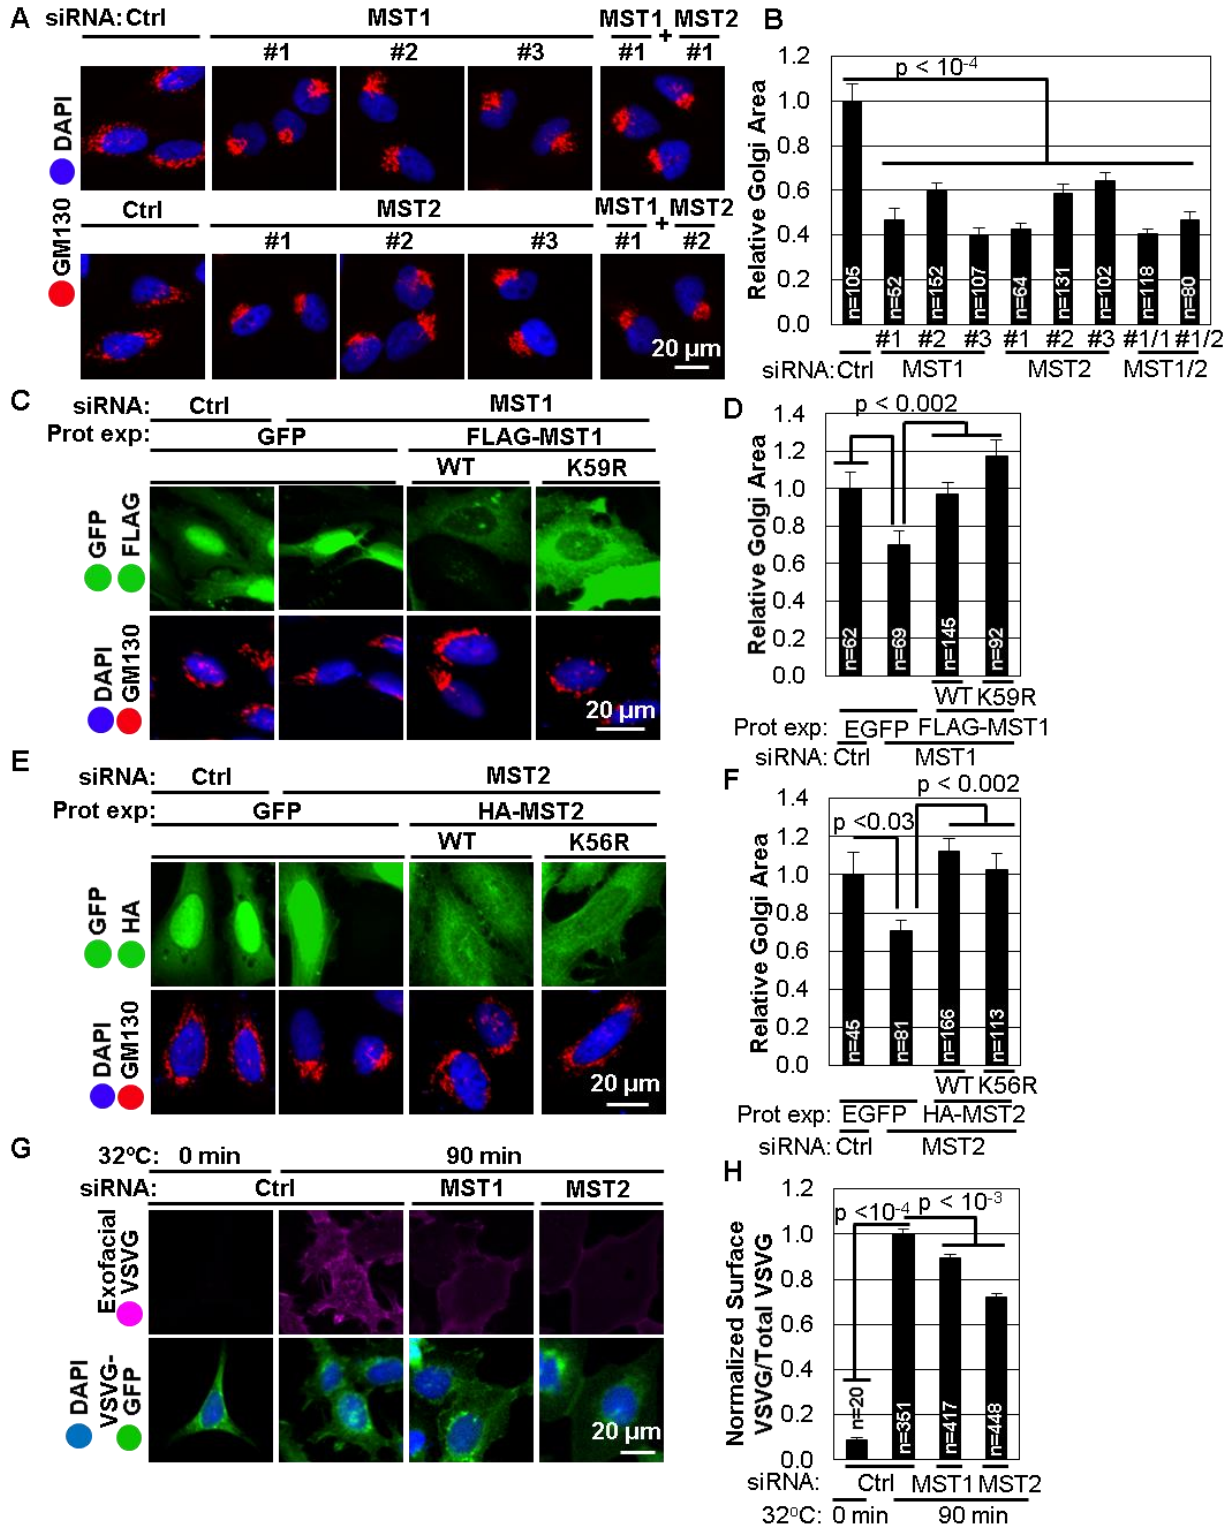 A
siRNA: Ctrl MST1 MST1 + MST2
#1 #2 #3 #1 #1
DAPI
GM130
Ctrl MST2 MST1 + MST2
#1 #2 #3 #1 #2
20 µm
B
Relative Golgi Area
1.2
1.0
0.8
0.6
0.4
0.2
0.0
p < 10-4
n=105 n=52 n=152 n=107 n=64 n=131 n=102 n=118 n=80
#1 #2 #3 #1 #2 #3 #1/1 #1/2
siRNA: Ctrl MST1 MST2 MST1/2
C
siRNA: Ctrl MST1
Prot exp: GFP FLAG-MST1
WT K59R
GFP
FLAG
DAPI
GM130
20 µm
D
Relative Golgi Area
1.4
1.2
1.0
0.8
0.6
0.4
0.2
0.0
p < 0.002
n=62 n=69 n=145 n=92
WT K59R
Prot exp: EGFP FLAG-MST1
siRNA: Ctrl MST1
E
siRNA: Ctrl MST2
Prot exp: GFP HA-MST2
WT K56R
GFP
HA
DAPI
GM130
20 µm
F
Relative Golgi Area
1.4
1.2
1.0
0.8
0.6
0.4
0.2
0.0
p <0.03
p < 0.002
n=45 n=81 n=166 n=113
WT K56R
Prot exp: EGFP HA-MST2
siRNA: Ctrl MST2
G
32ºC: 0 min 90 min
siRNA: Ctrl MST1 MST2
Exofacial
VSVG
DAPI
VSVG-
GFP
20 µm
H
Normalized Surface
VSVG/Total VSVG
1.2
1.0
0.8
0.6
0.4
0.2
0.0
p <10-4
p < 10-3
n=20 n=351 n=417 n=448
siRNA: Ctrl MST1 MST2
32ºC: 0 min 90 min